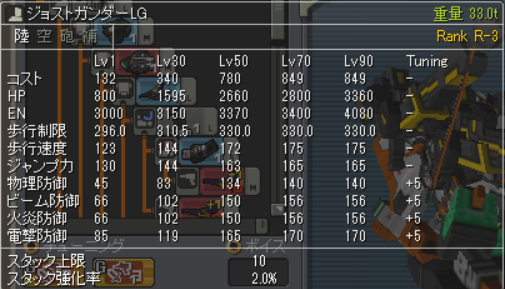 ジョストガンダーLG 重量 33.0t
陸 空 砲 補 Rank R-3
Lv1 Lv30 Lv50 Lv70 Lv90 Tuning
コスト 132 340 780 849 849 -
HP 800 1595 2660 2800 3360 -
EN 3000 3150 3370 3400 4080 -
歩行制限 296.0 310.5 330.0 330.0 330.0 -
歩行速度 123 144 172 175 175 -
ジャンプ力 130 144 163 165 165 -
物理防御 45 83 134 140 140 +5
ビーム防御 66 102 150 156 156 +5
火炎防御 66 102 150 156 156 +5
電撃防御 85 119 165 170 170 +5
チューニング ボイス
スタック上限 10
スタック強化率 2.0%